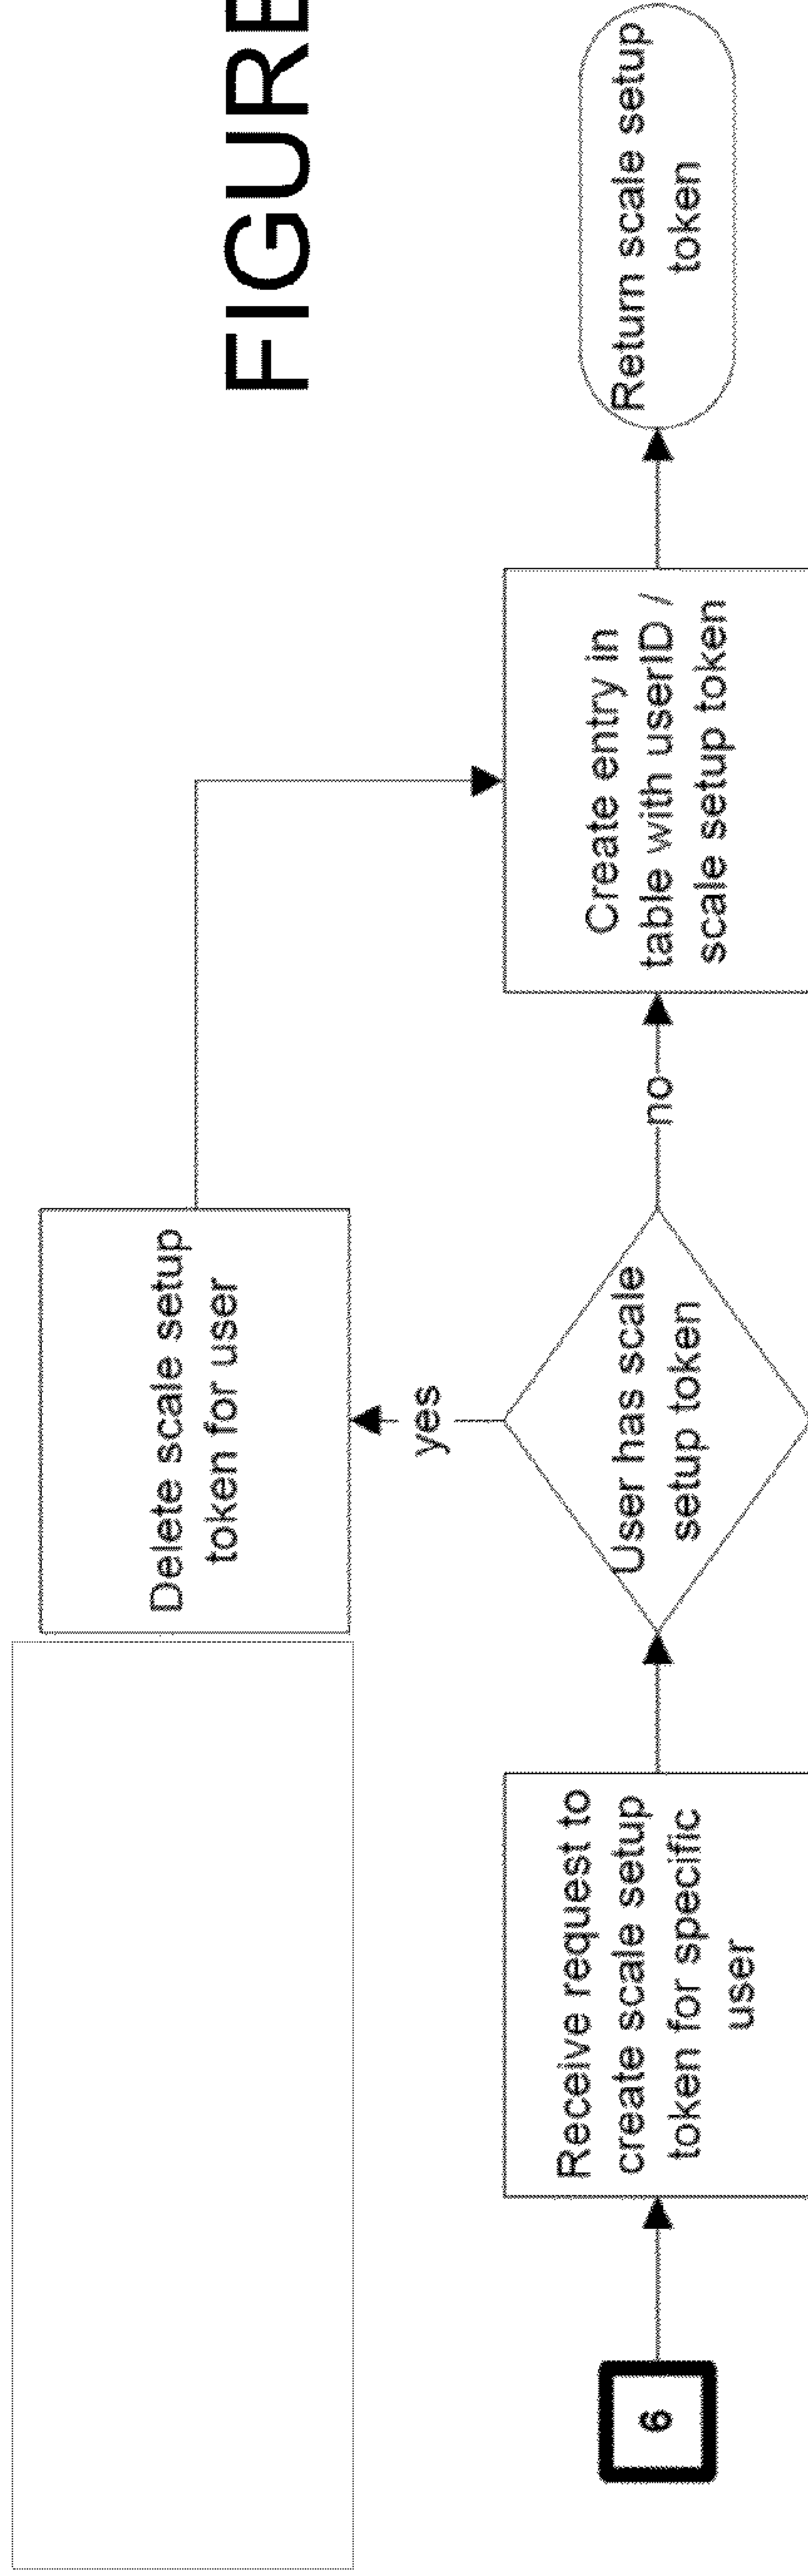 FIGURE
Delete scale setup
token for user
yes
6
Receive request to
create scale setup
token for specific
user
User has scale
setup token
no
Create entry in
table with userID /
scale setup token
Return scale setup
token